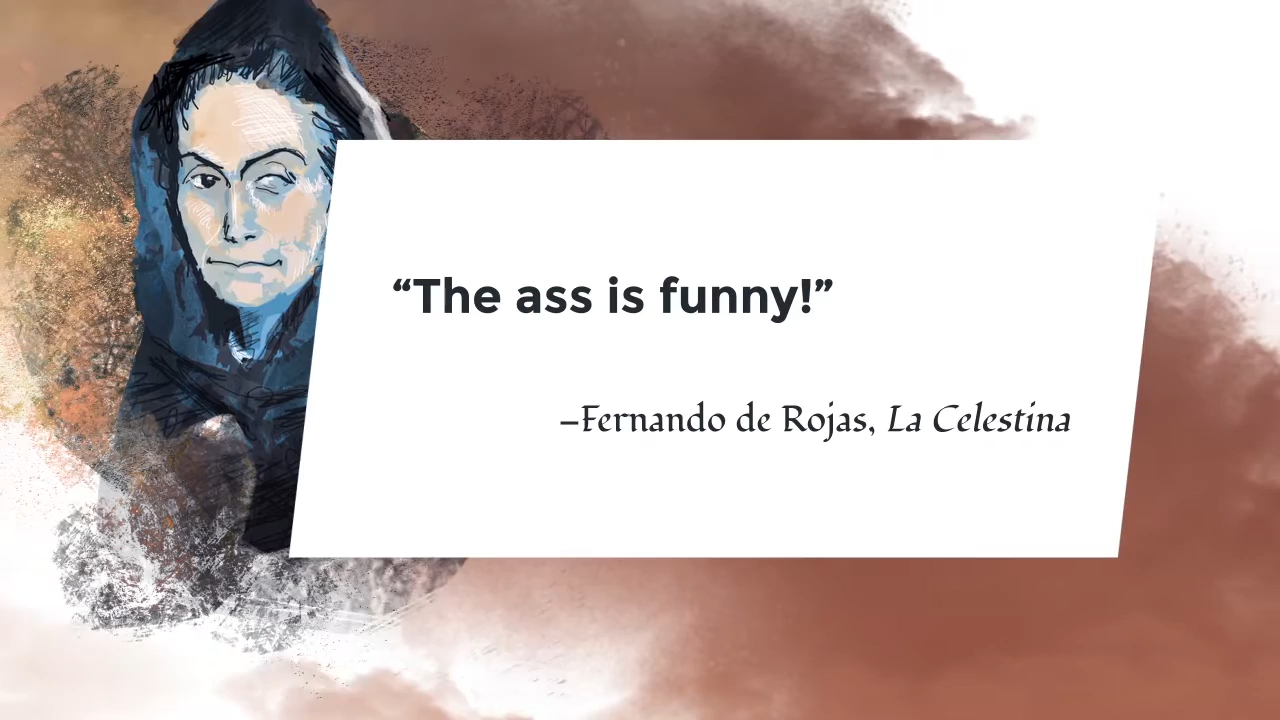 “The ass is funny!”
–Fernando de Rojas, La Celestina